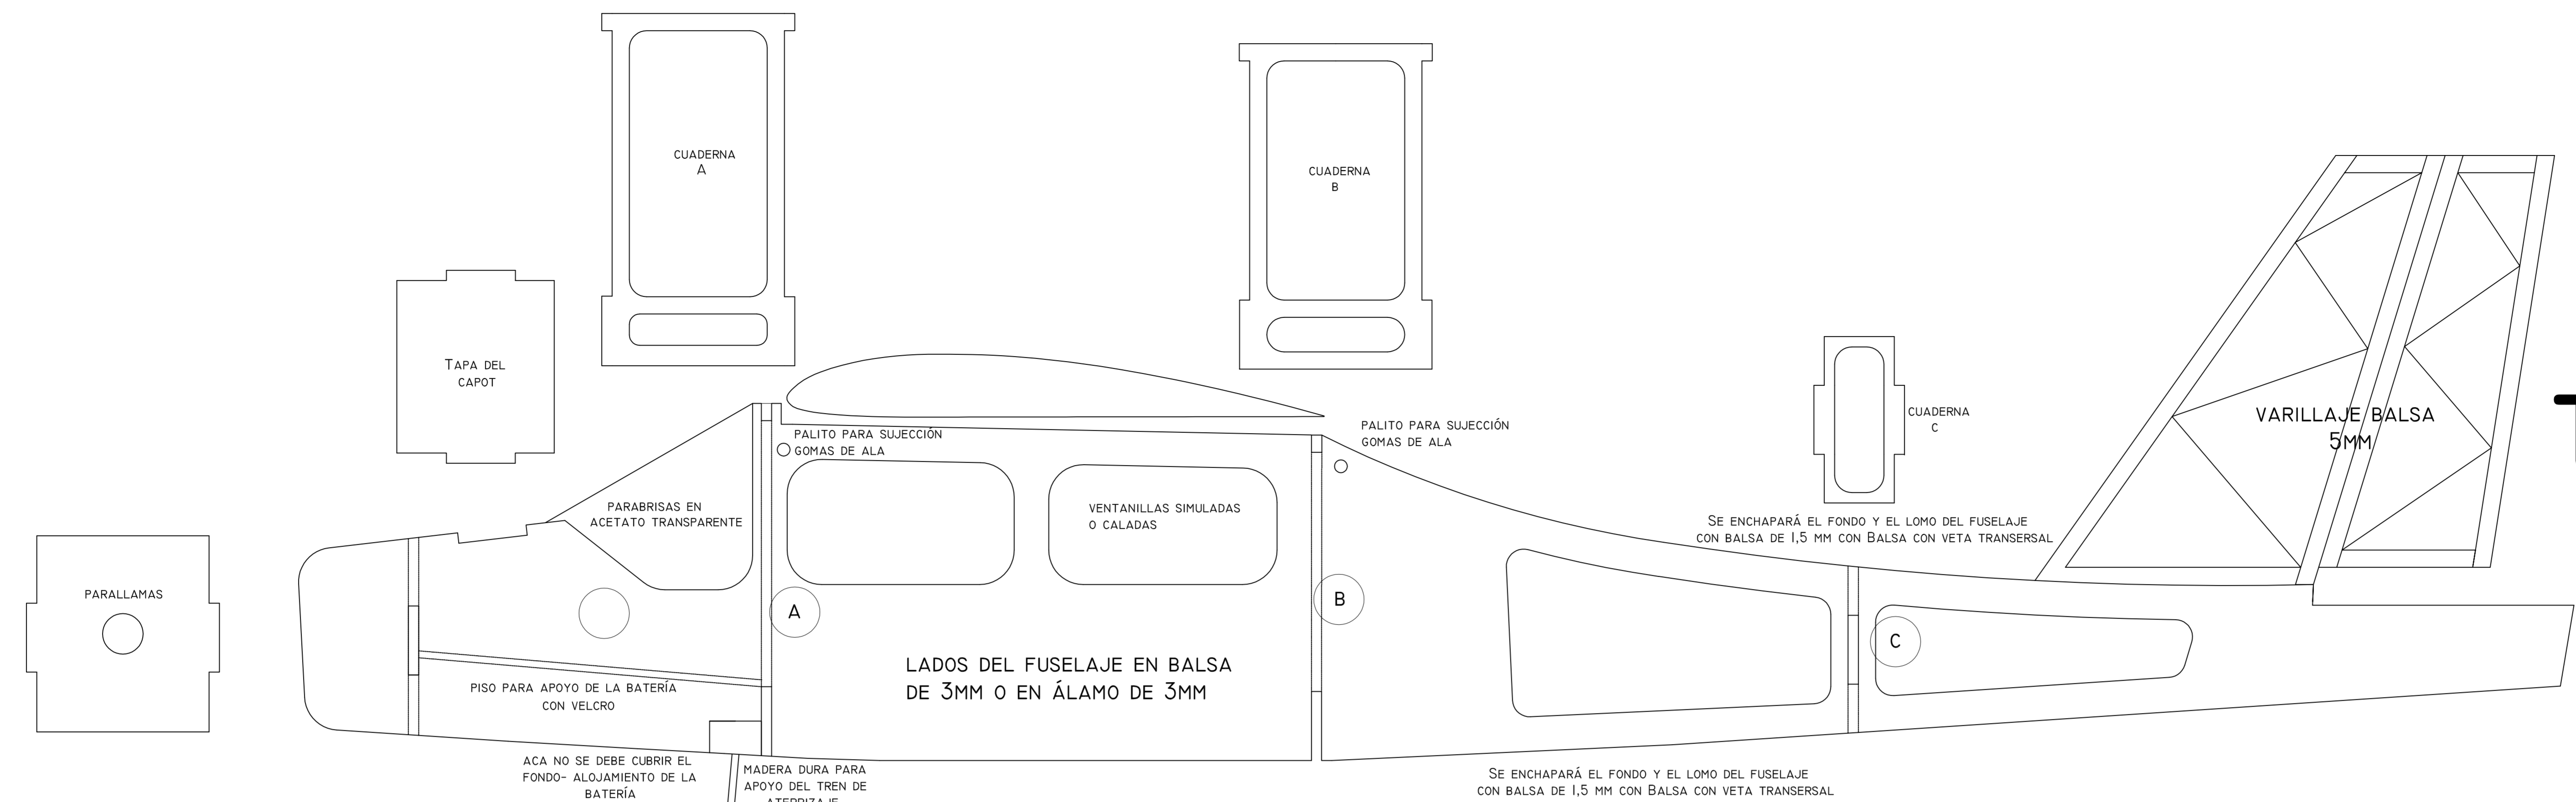 CUADERNA
A
CUADERNA
B
TAPA DEL
CAPOT
CUADERNA
C
VARILLAJE BALSA
5MM
PALITO PARA SUJECCIÓN
GOMAS DE ALA
PALITO PARA SUJECCIÓN
GOMAS DE ALA
PARABRISAS EN
ACETATO TRANSPARENTE
VENTANILLAS SIMULADAS
O CALADAS
SE ENCHAPARÁ EL FONDO Y EL LOMO DEL FUSELAJE
CON BALSA DE 1,5 MM CON BALSA CON VETA TRANSERSAL
PARALLAMAS
A
B
C
LADOS DEL FUSELAJE EN BALSA
DE 3MM O EN ÁLAMO DE 3MM
PISO PARA APOYO DE LA BATERÍA
CON VELCRO
ACA NO SE DEBE CUBRIR EL
FONDO- ALOJAMIENTO DE LA
BATERÍA
MADERA DURA PARA
APOYO DEL TREN DE
ATERRIZAJE
SE ENCHAPARÁ EL FONDO Y EL LOMO DEL FUSELAJE
CON BALSA DE 1,5 MM CON BALSA CON VETA TRANSERSAL